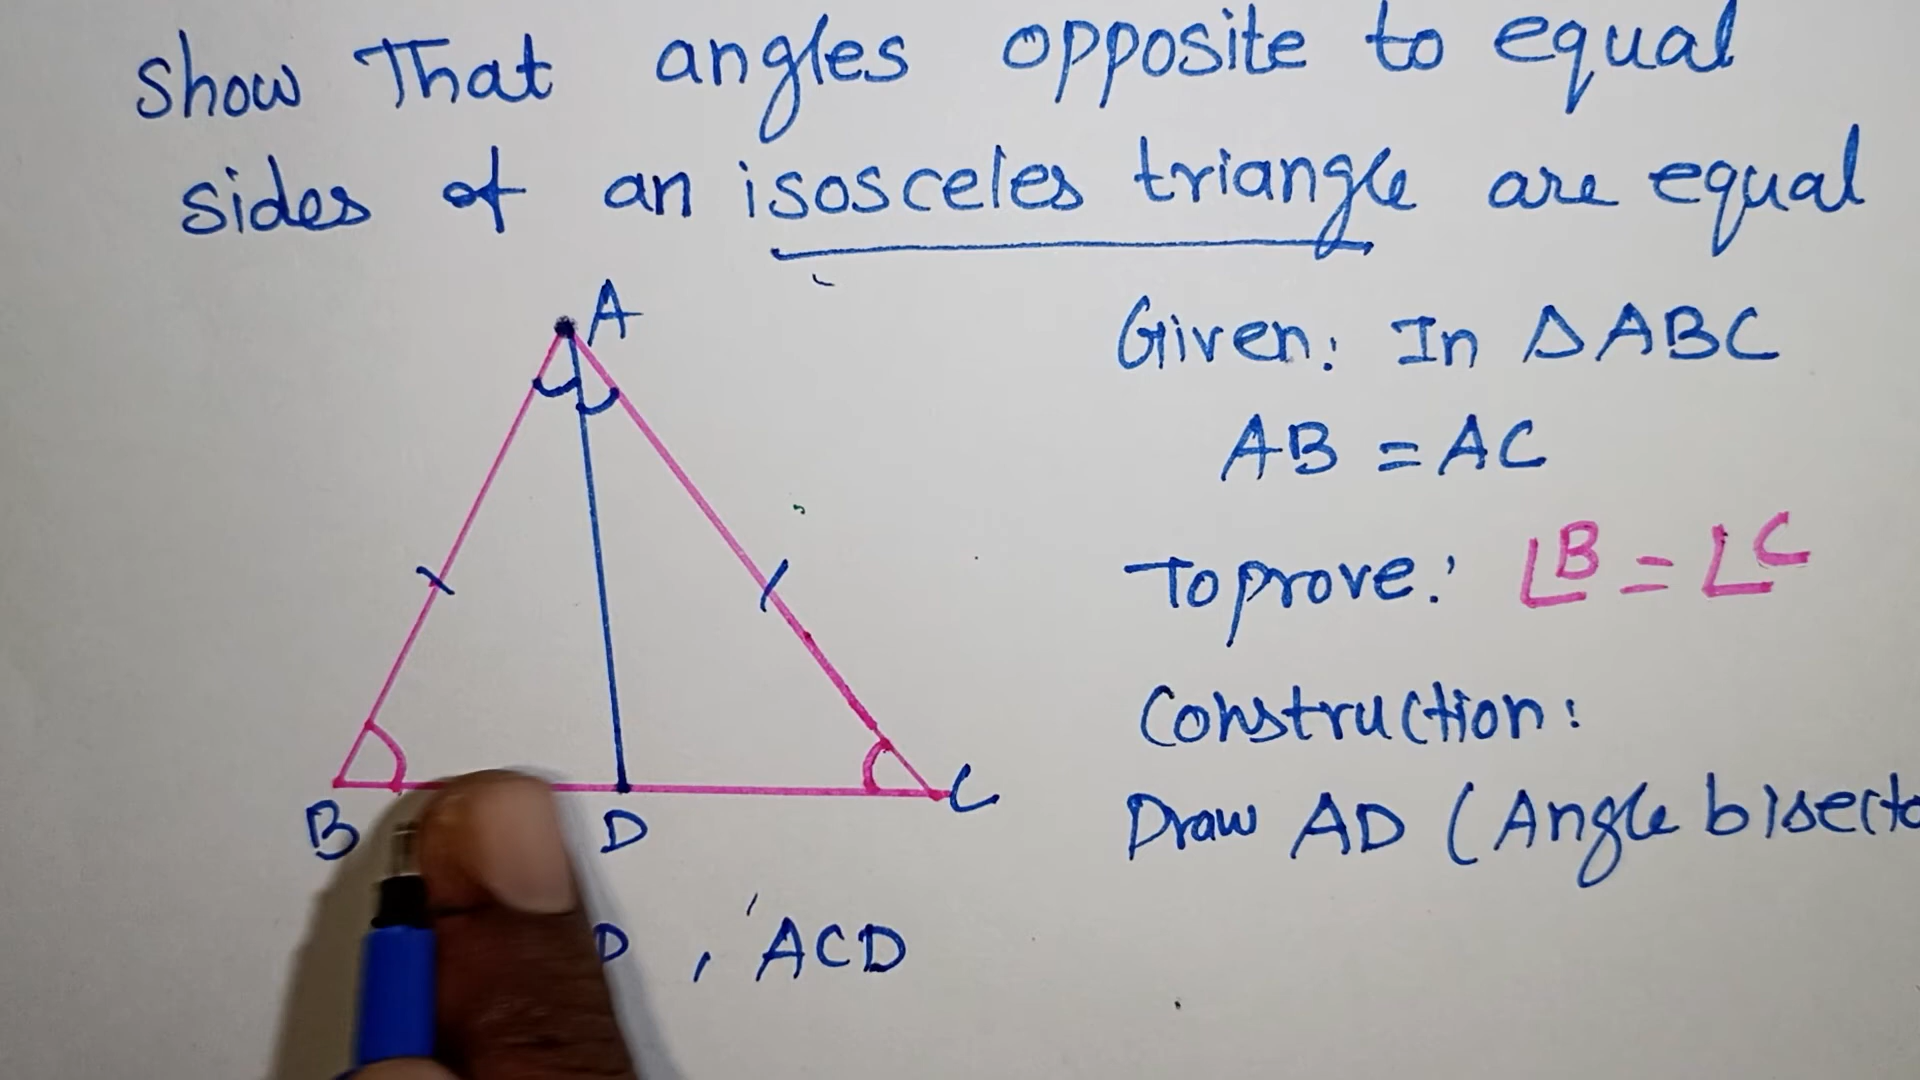 Show That angles opposite to equal
sides of an isosceles triangle are equal
A
B
D
C
Given: In ΔABC
AB = AC
To prove: ∠B = ∠C
Construction:
Draw AD (Angle bisecto
D , ACD